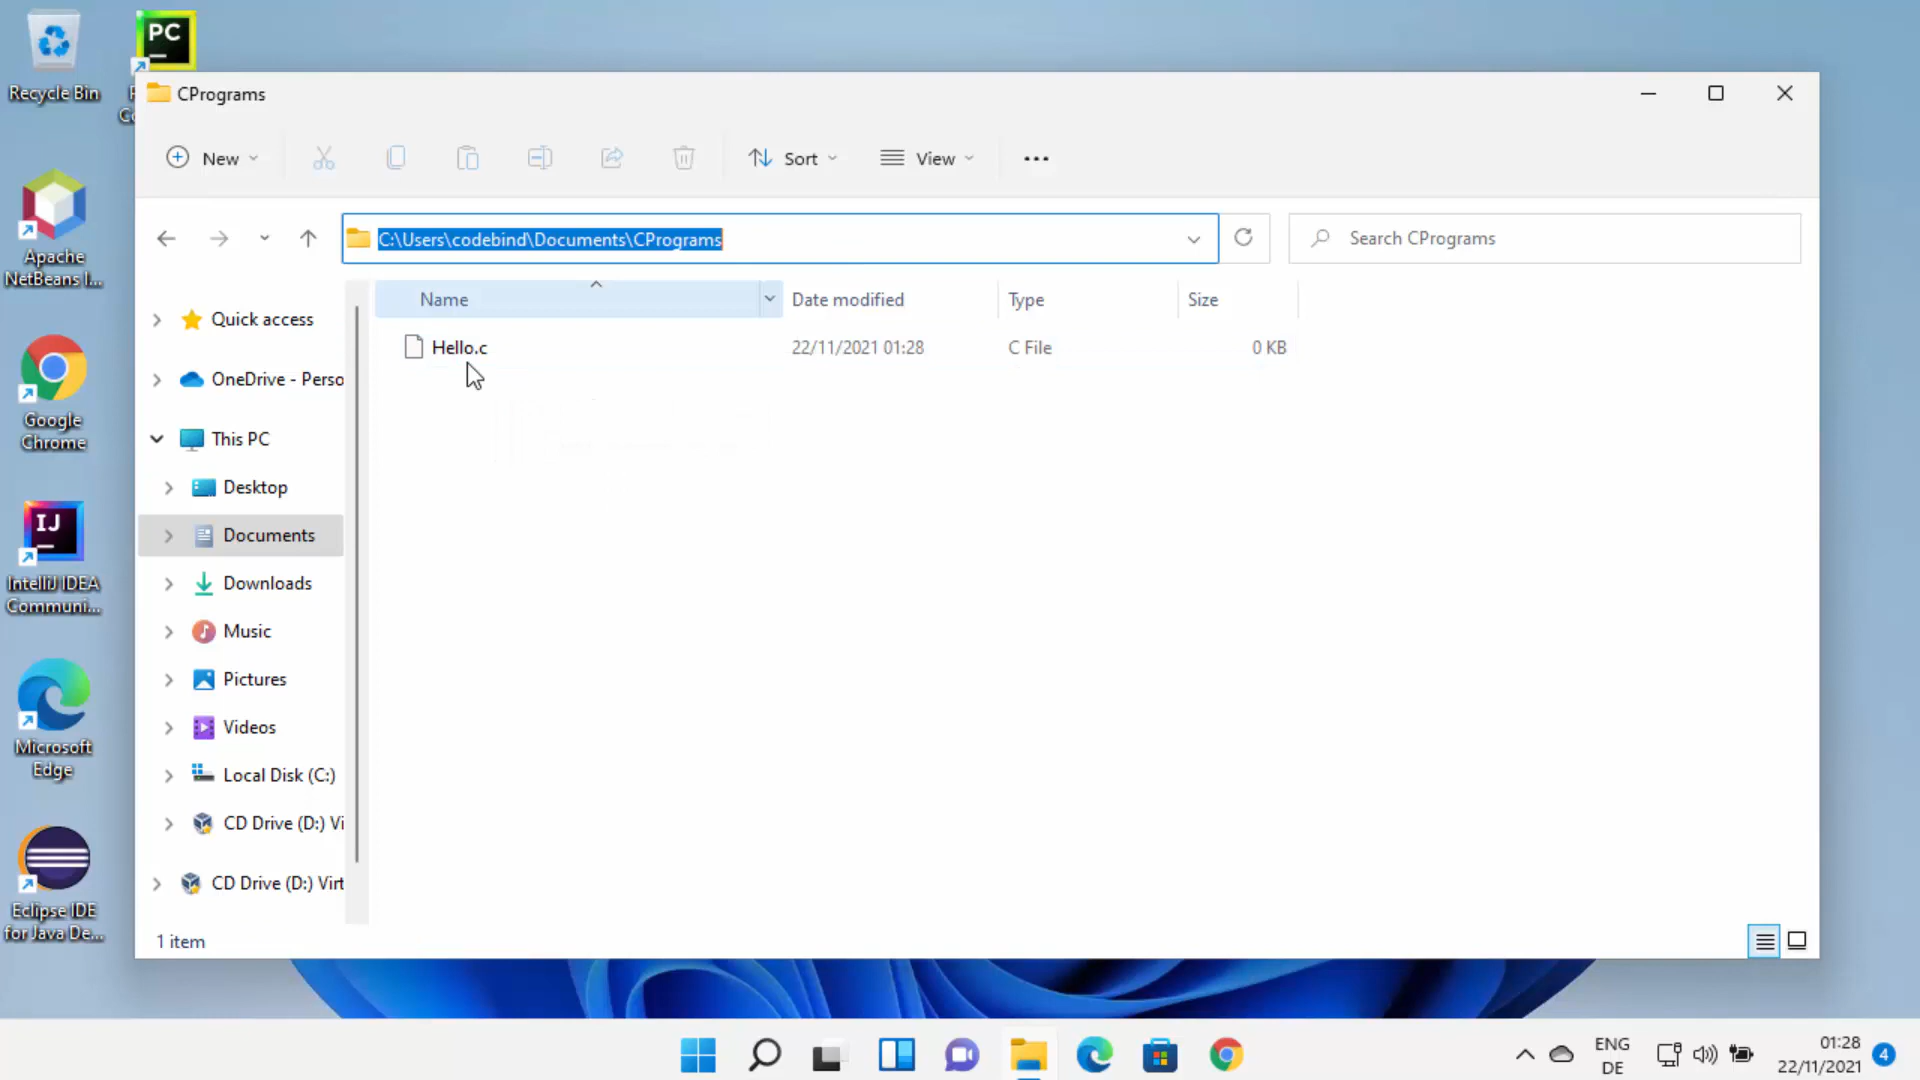 Recycle Bin
PC
Apache
NetBeans I...
Google
Chrome
IJ
IntelliJ IDEA
Communi...
Microsoft
Edge
Eclipse IDE
for Java De...
CPrograms
New
Sort
View
C:\Users\codebind\Documents\CPrograms
Search CPrograms
Quick access
OneDrive - Perso
This PC
Desktop
Documents
Downloads
Music
Pictures
Videos
Local Disk (C:)
CD Drive (D:) Vi
CD Drive (D:) Virt
Name Date modified Type Size
Hello.c 22/11/2021 01:28 C File 0 KB
1 item
ENG
DE
01:28
22/11/2021
4